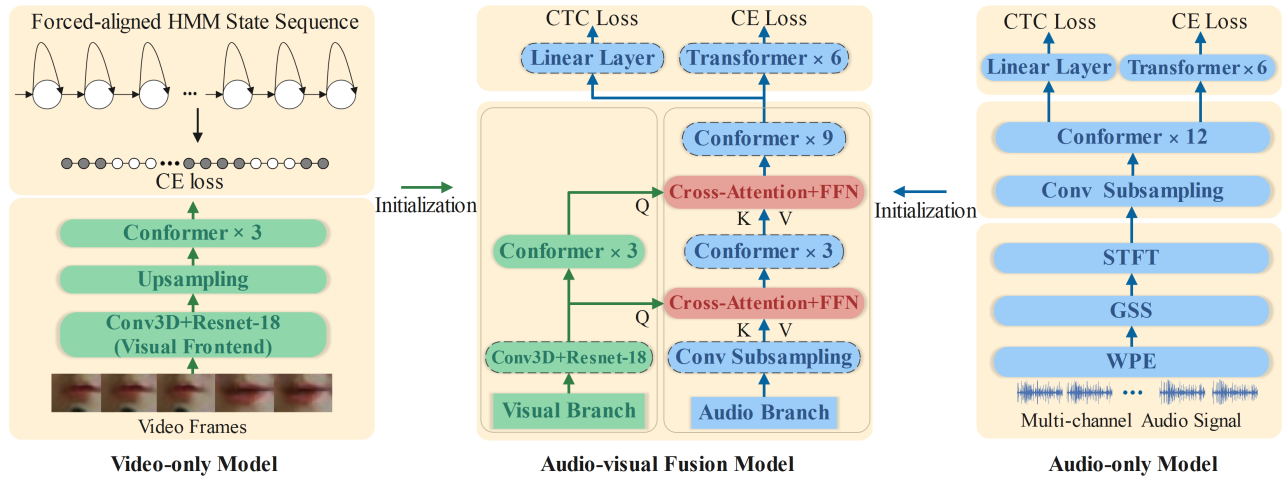 Forced-aligned HMM State Sequence
CE loss
Conformer × 3
Upsampling
Conv3D+Resnet-18
(Visual Frontend)
Video Frames
Video-only Model
Initialization
CTC Loss
CE Loss
Linear Layer
Transformer × 6
Conformer × 9
Cross-Attention+FFN
Q
K V
Conformer × 3
Conformer × 3
Cross-Attention+FFN
Q
K V
Conv3D+Resnet-18
Conv Subsampling
Visual Branch
Audio Branch
Audio-visual Fusion Model
Initialization
CTC Loss
CE Loss
Linear Layer
Transformer × 6
Conformer × 12
Conv Subsampling
STFT
GSS
WPE
Multi-channel Audio Signal
Audio-only Model